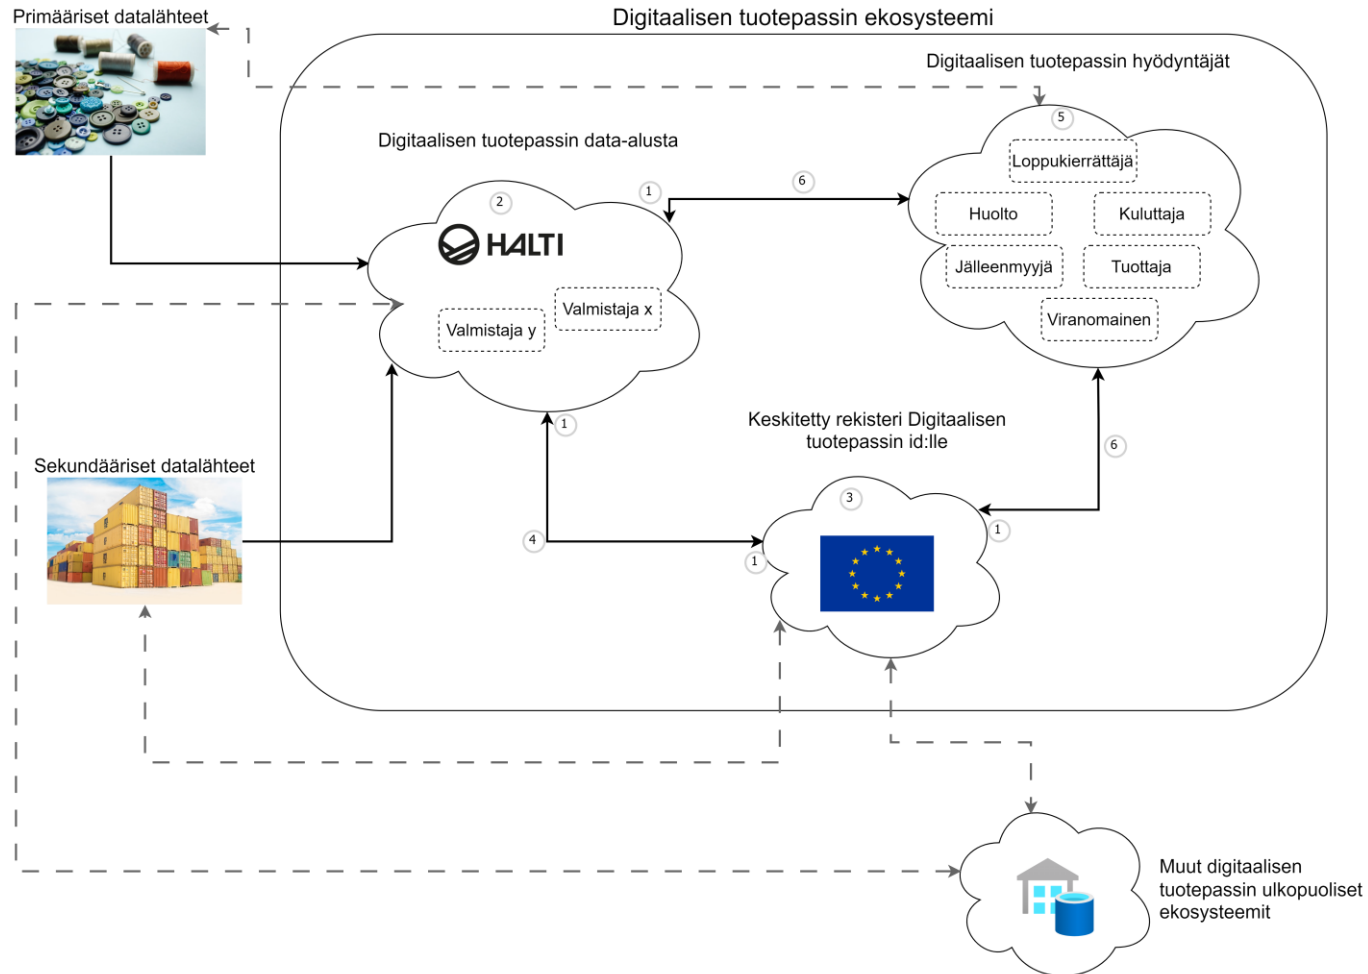 Primääriset datalähteet
Digitaalisen tuotepassin ekosysteemi
Digitaalisen tuotepassin hyödyntäjät
5
Loppukierrättäjä
Huolto
Kuluttaja
Jälleenmyyjä
Tuottaja
Viranomainen
Digitaalisen tuotepassin data-alusta
1
6
2
HALTI
Valmistaja x
Valmistaja y
1
Keskitetty rekisteri Digitaalisen
tuotepassin id:lle
6
Sekundääriset datalähteet
3
4
1
1
Muut digitaalisen
tuotepassin ulkopuoliset
ekosysteemit